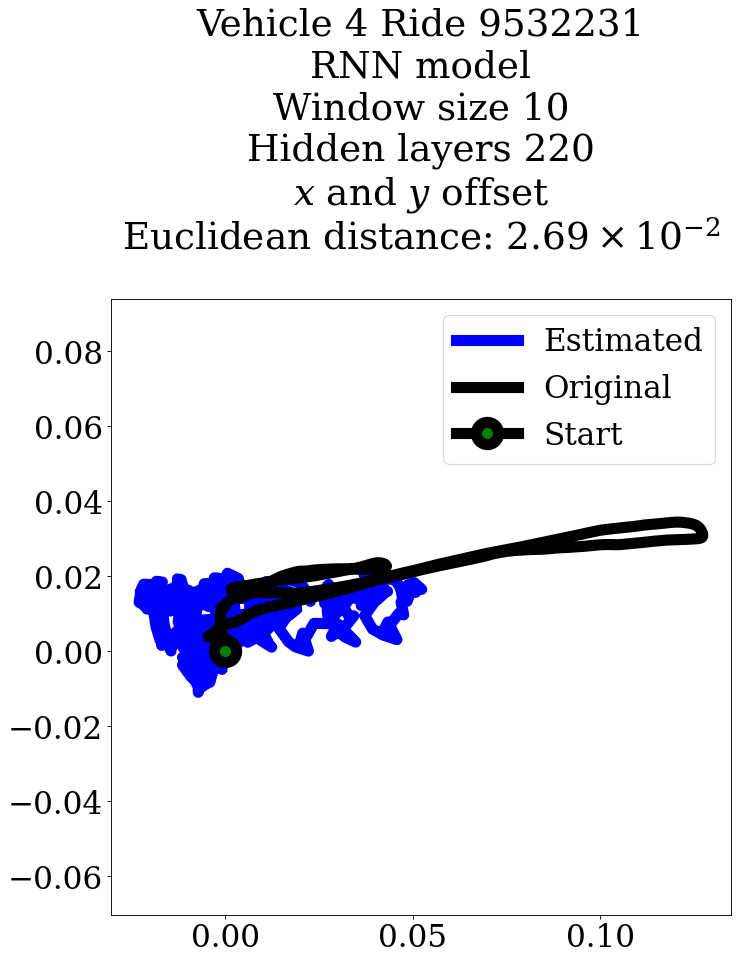 Vehicle 4 Ride 9532231
RNN model
Window size 10
Hidden layers 220
x and y offset
Euclidean distance: 2.69 × 10⁻²
Estimated
Original
Start
0.08
0.06
0.04
0.02
0.00
−0.02
−0.04
−0.06
0.00 0.05 0.10